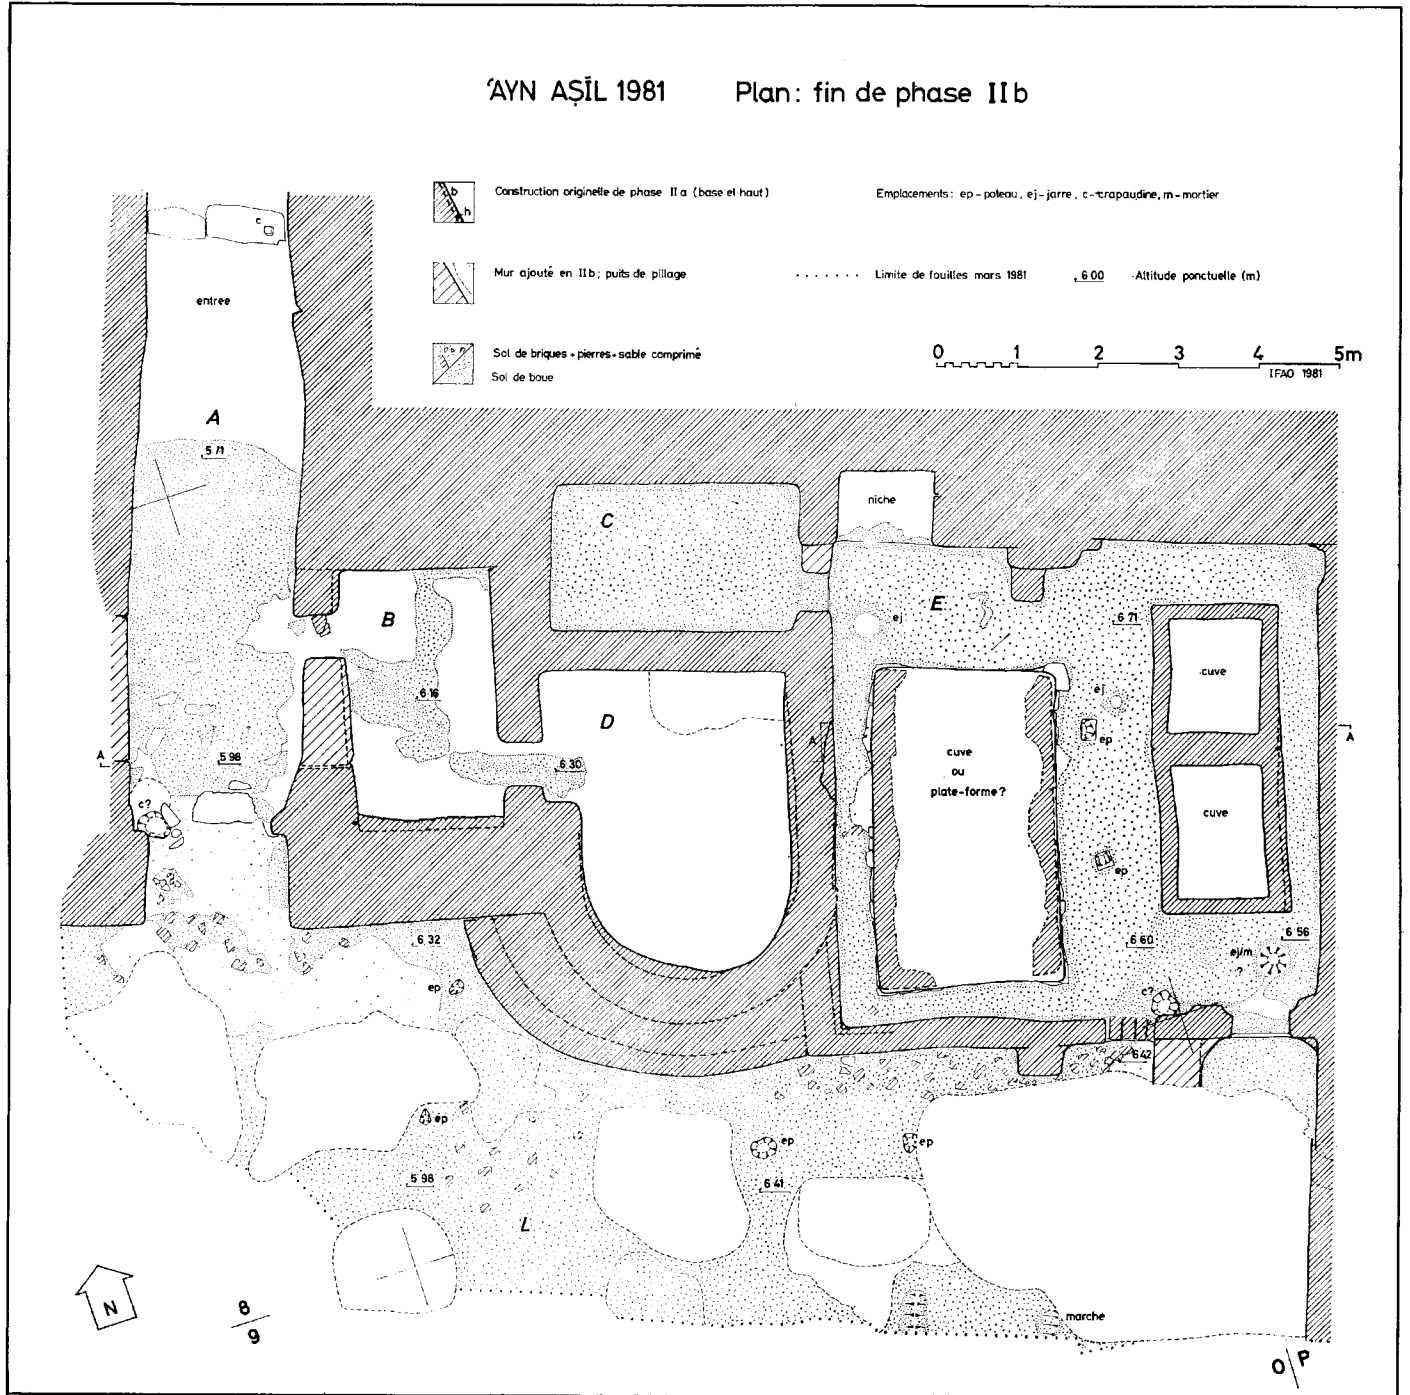 ʿAYN AṢĪL 1981 Plan: fin de phase IIb
b
h
Construction originelle de phase II a (base et haut)
Emplacements: ep-poteau, ej-jarre, c-crapaudine, m-mortier
Mur ajouté en IIb; puits de pillage
Limite de fouilles mars 1981
6 00
Altitude ponctuelle (m)
Sol de briques + pierres + sable comprimé
Sol de boue
0 1 2 3 4 5m
IFAO 1981
c
entree
A
5 71
niche
C
B
E
ej
6 71
cuve
6 16
D
ej
ep
A
5 98
6 30
A
A
cuve
ou
plate-forme ?
cuve
c?
ep
6 32
6 60
6 56
ep
ej/m
?
c?
6 42
ep
ep
ep
5 98
6 41
L
N
8
9
marche
O P